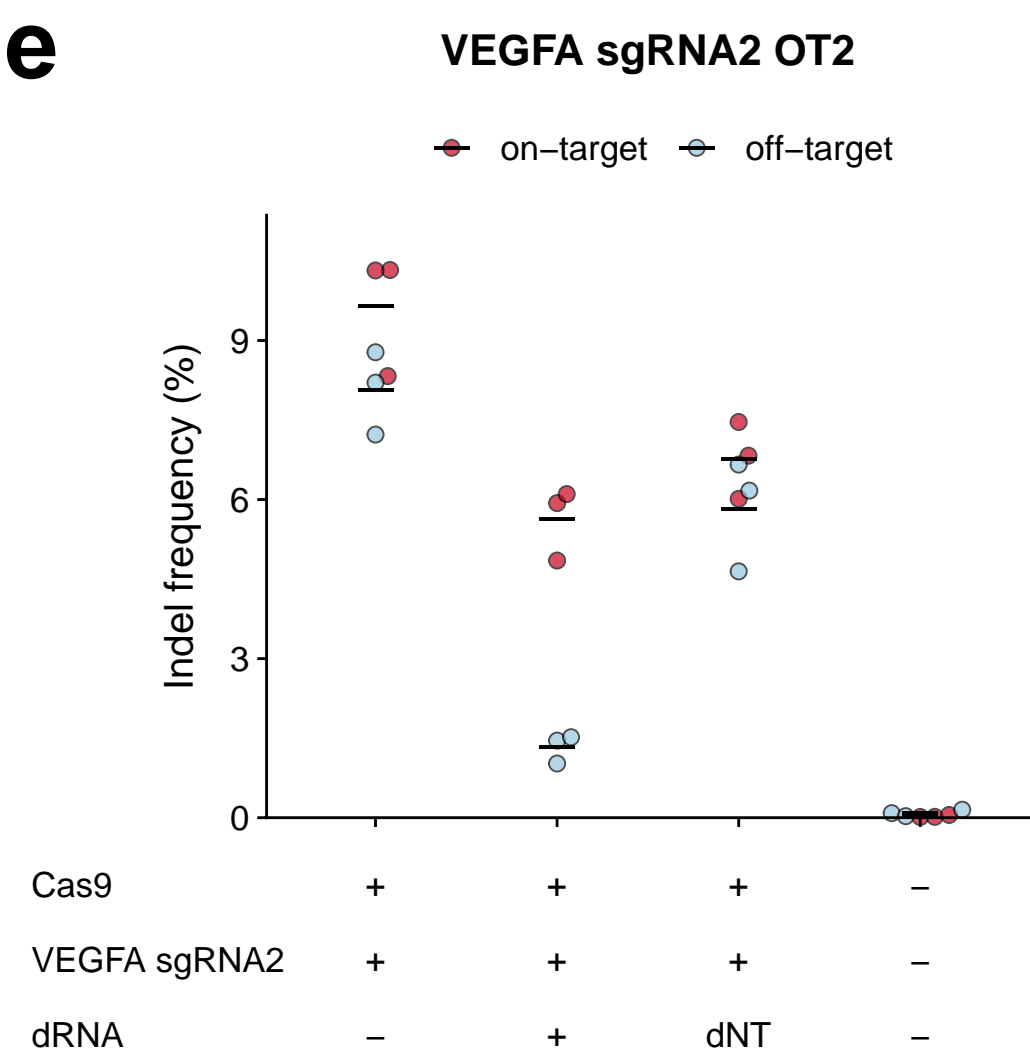 e
VEGFA sgRNA2 OT2
on−target off−target
Indel frequency (%)
9
6
3
0
Cas9 + + + −
VEGFA sgRNA2 + + + −
dRNA − + dNT −